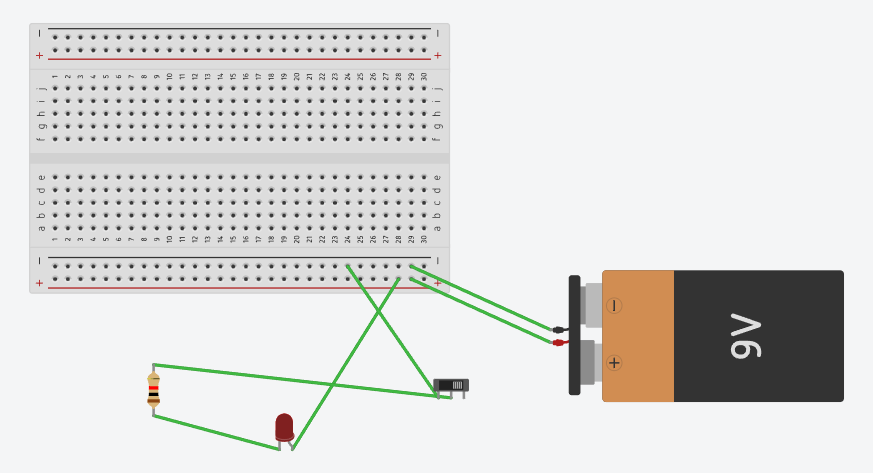 − −
+ +
1 2 3 4 5 6 7 8 9 10 11 12 13 14 15 16 17 18 19 20 21 22 23 24 25 26 27 28 29 30
j j
i i
h h
g g
f f
e e
d d
c c
b b
a a
1 2 3 4 5 6 7 8 9 10 11 12 13 14 15 16 17 18 19 20 21 22 23 24 25 26 27 28 29 30
− −
+ +
−
+
9V